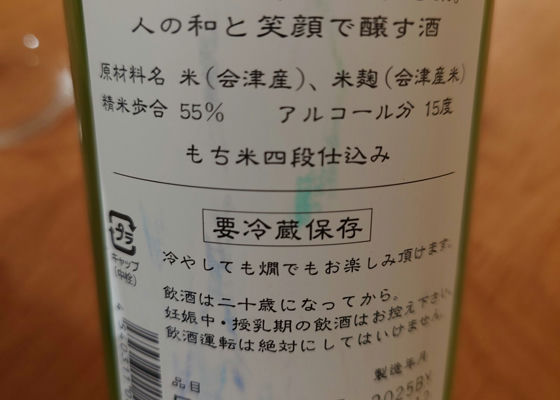 人の和と笑顔で醸す酒
原材料名 米(会津産)、米麹(会津産米)
精米歩合 55% アルコール分 15度
もち米四段仕込み
要冷蔵保存
プラ
キャップ
(中栓)
冷やしても燗でもお楽しみ頂けます。
飲酒は二十歳になってから。
妊娠中・授乳期の飲酒はお控え下さい。
飲酒運転は絶対にしてはいけません。
製造年月
品目
2025BY